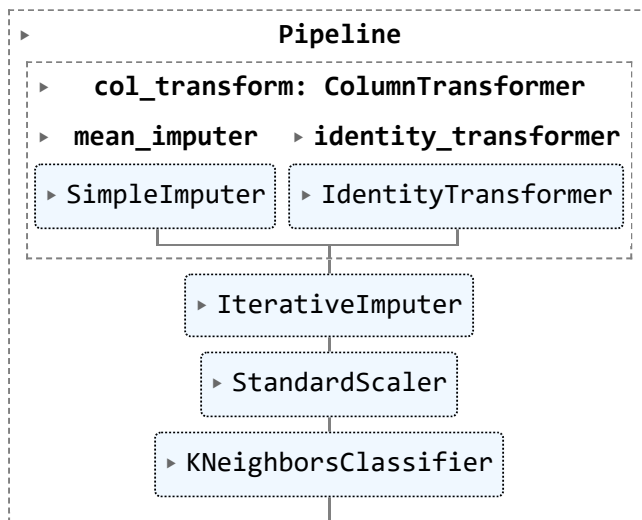 Pipeline
col_transform: ColumnTransformer
mean_imputer identity_transformer
SimpleImputer IdentityTransformer
IterativeImputer
StandardScaler
KNeighborsClassifier